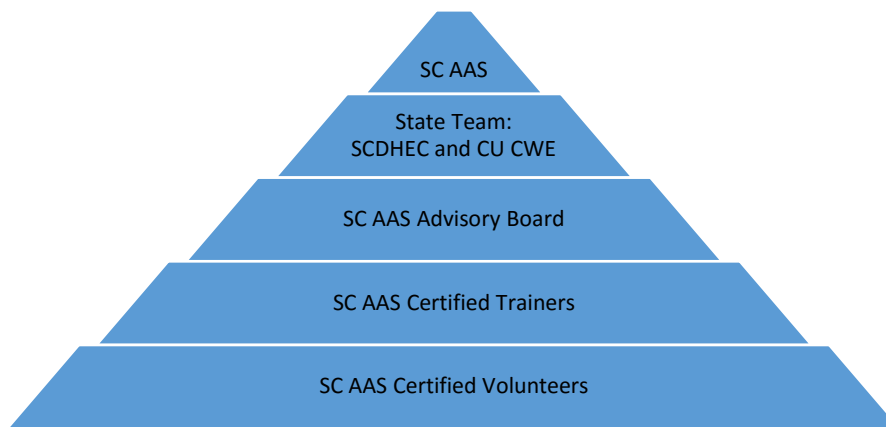 SC AAS
State Team:
SCDHEC and CU CWE
SC AAS Advisory Board
SC AAS Certified Trainers
SC AAS Certified Volunteers